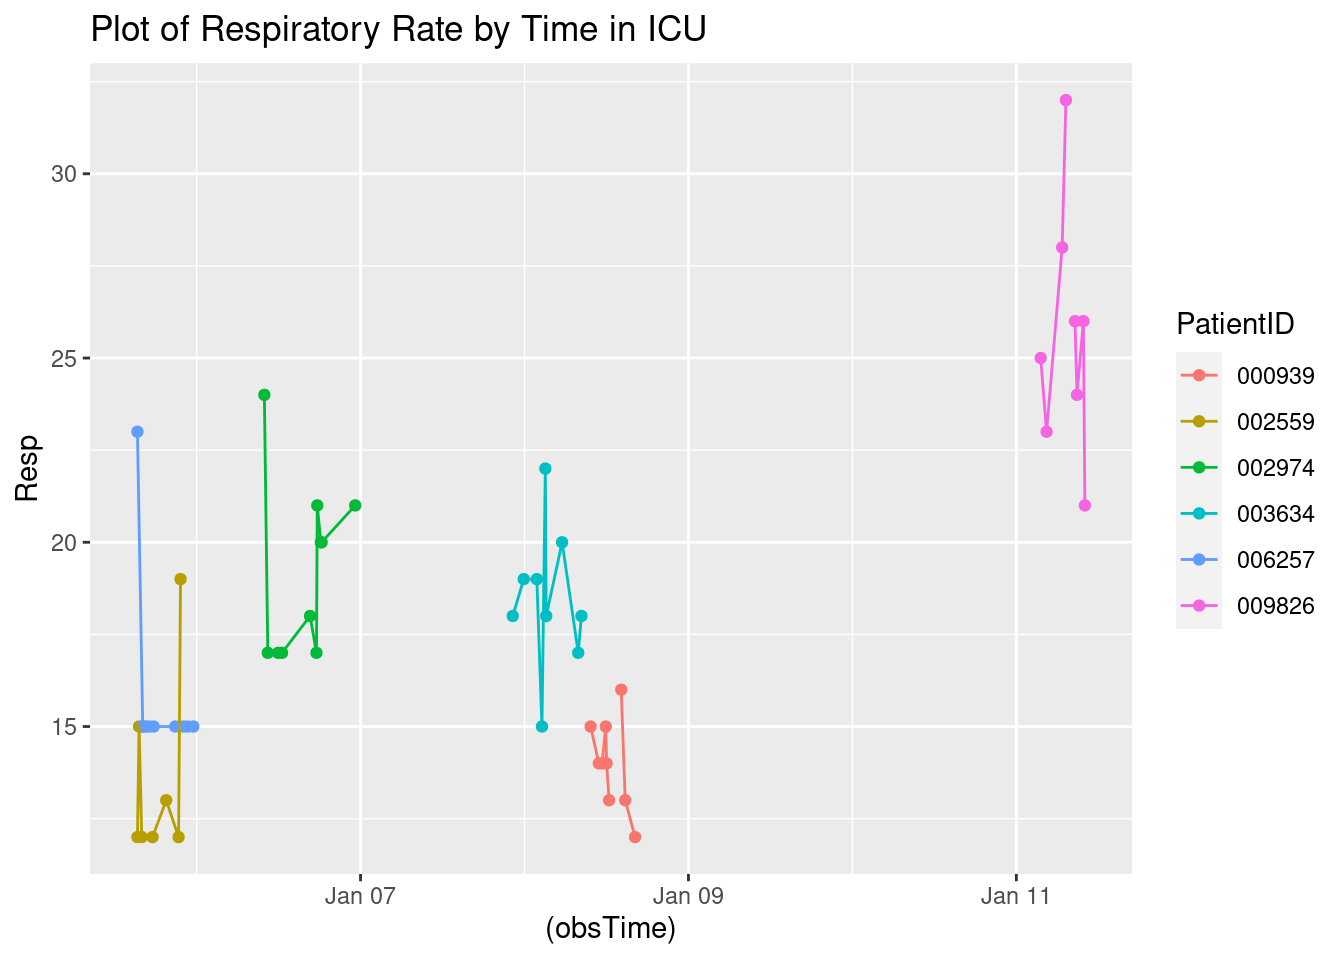 Plot of Respiratory Rate by Time in ICU
Resp
30
25
20
15
Jan 07
Jan 09
Jan 11
(obsTime)
PatientID
000939
002559
002974
003634
006257
009826